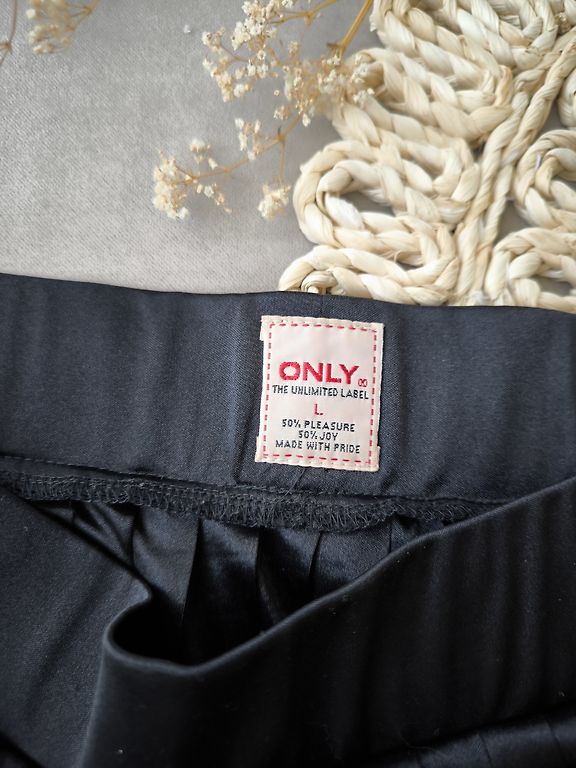 ONLY
THE UNLIMITED LABEL
L
50% PLEASURE
50% JOY
MADE WITH PRIDE